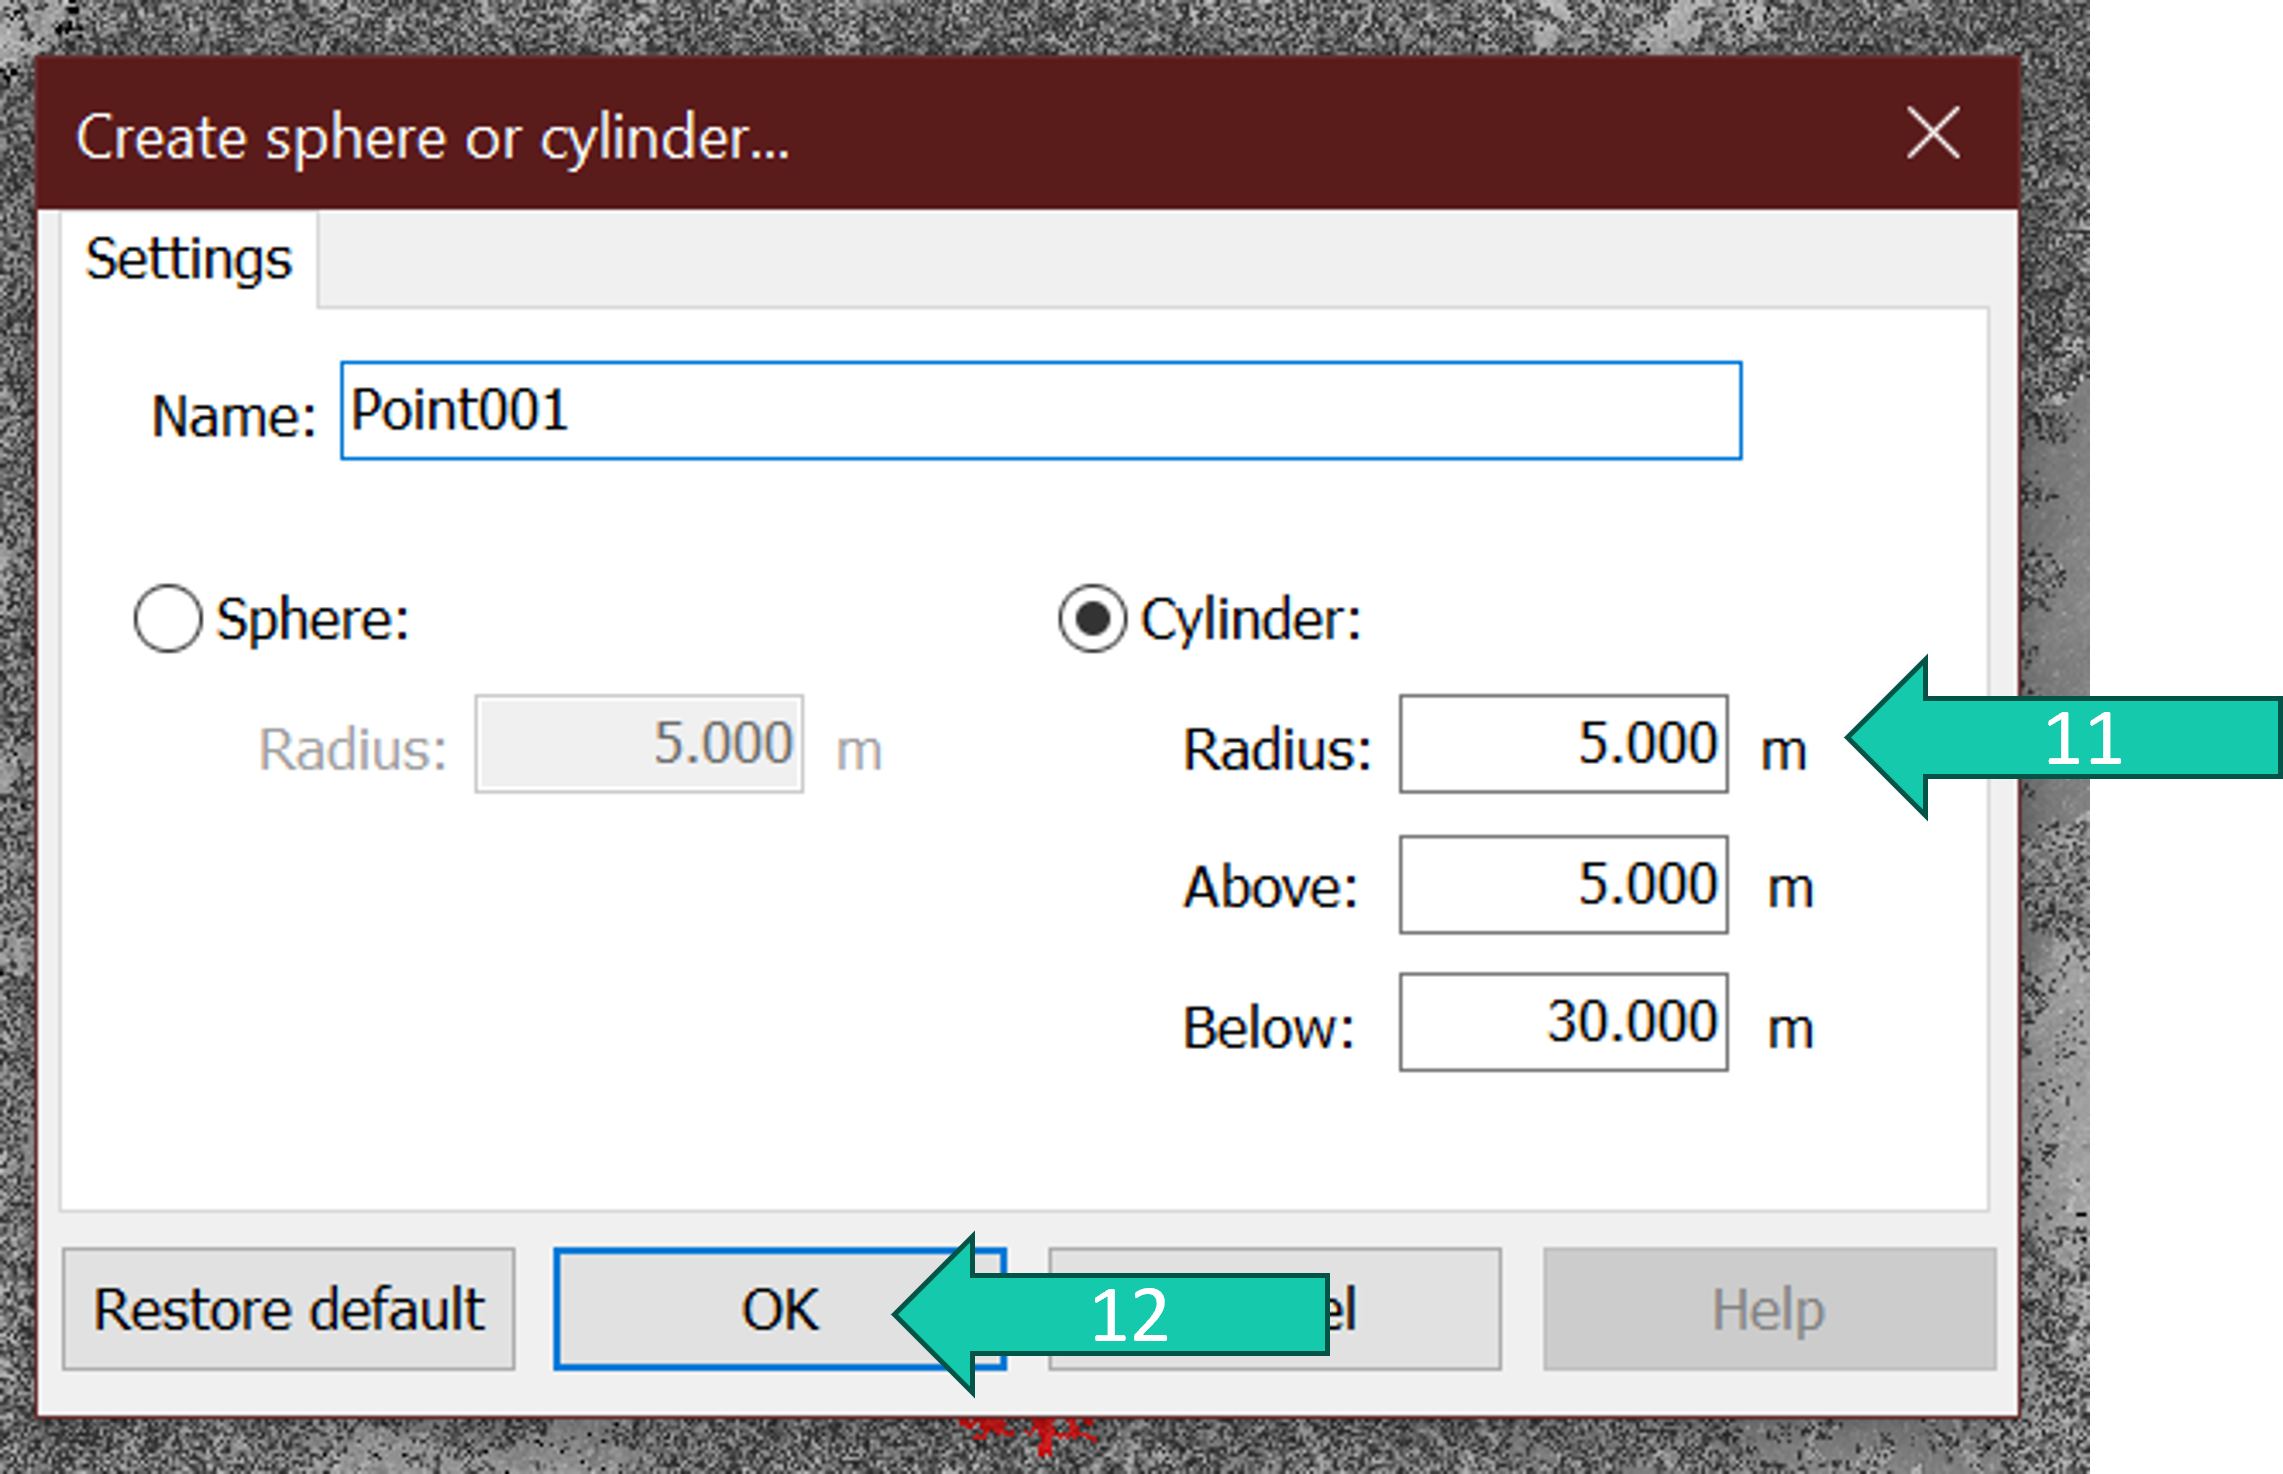 Create sphere or cylinder...
Settings
Name: Point001
Sphere: Cylinder:
Radius: 5.000 m Radius: 5.000 m 11
Above: 5.000 m
Below: 30.000 m
Restore default OK 12 el Help